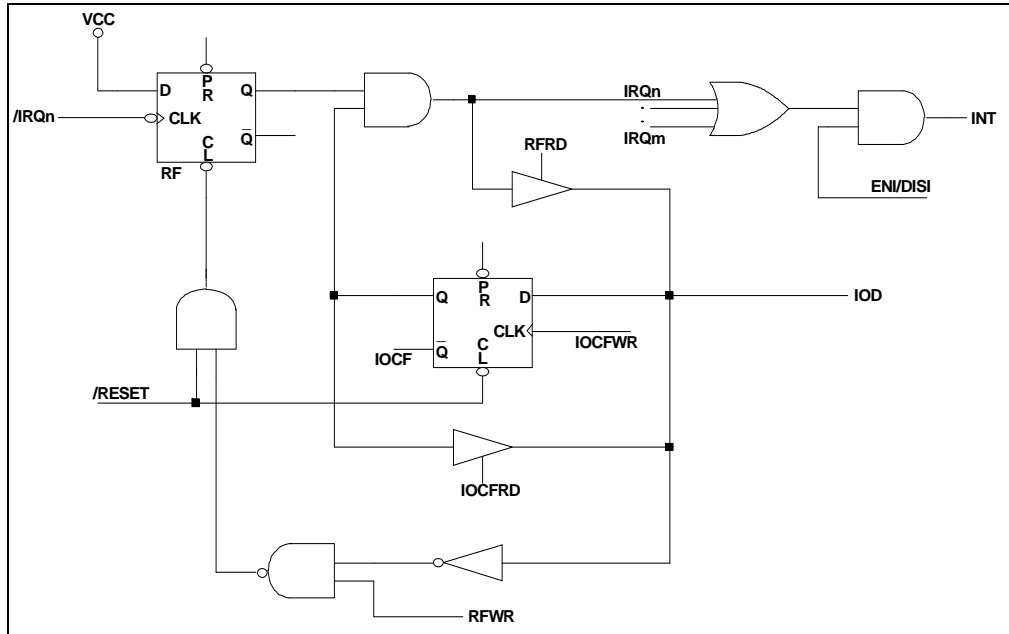 VCC
D
P
R
Q
/IRQn
CLK
Q
C
L
RF
IRQn
:
IRQm
INT
RFRD
ENI/DISI
Q
P
R
D
IOD
CLK
IOCFWR
IOCF
Q
C
L
/RESET
IOCFRD
RFWR